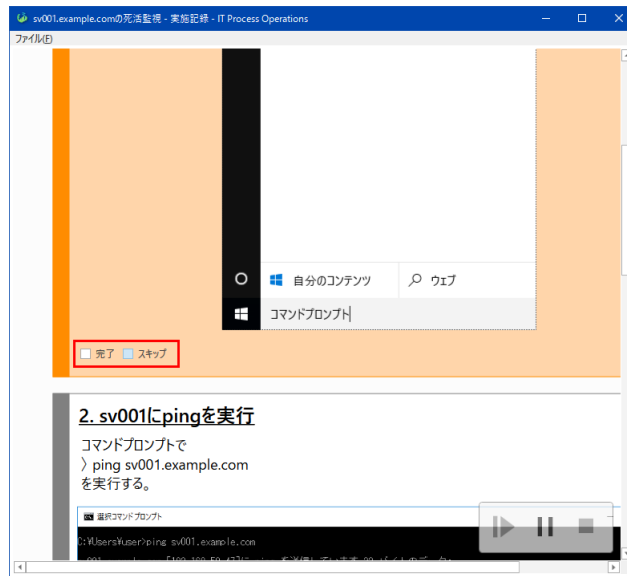 sv001.example.comの死活監視 - 実施記録 - IT Process Operations
ファイル(F)
自分のコンテンツ
ウェブ
コマンドプロンプト
完了
スキップ
2. sv001にpingを実行
コマンドプロンプトで
〉ping sv001.example.com
を実行する。
選択コマンド プロンプト
C:¥Users¥user>ping sv001.example.com